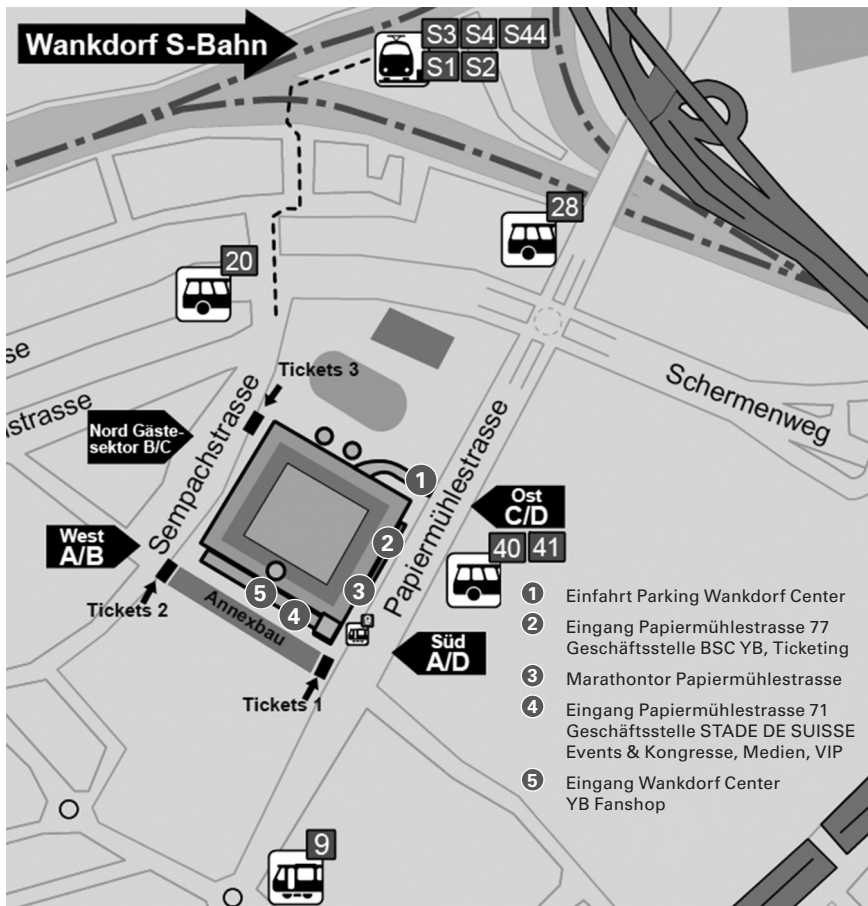 Wankdorf S-Bahn
S3 S4 S44
S1 S2
28
20
se
strasse
Tickets 3
Nord Gäste-
sektor B/C
Sempachstrasse
Schermenweg
Papiermühlestrasse
1
Ost
C/D
West
A/B
2
40 41
Tickets 2
5
3
4
Annexbau
9
Süd
A/D
Tickets 1
9
1 Einfahrt Parking Wankdorf Center
2 Eingang Papiermühlestrasse 77
Geschäftsstelle BSC YB, Ticketing
3 Marathontor Papiermühlestrasse
4 Eingang Papiermühlestrasse 71
Geschäftsstelle STADE DE SUISSE
Events & Kongresse, Medien, VIP
5 Eingang Wankdorf Center
YB Fanshop